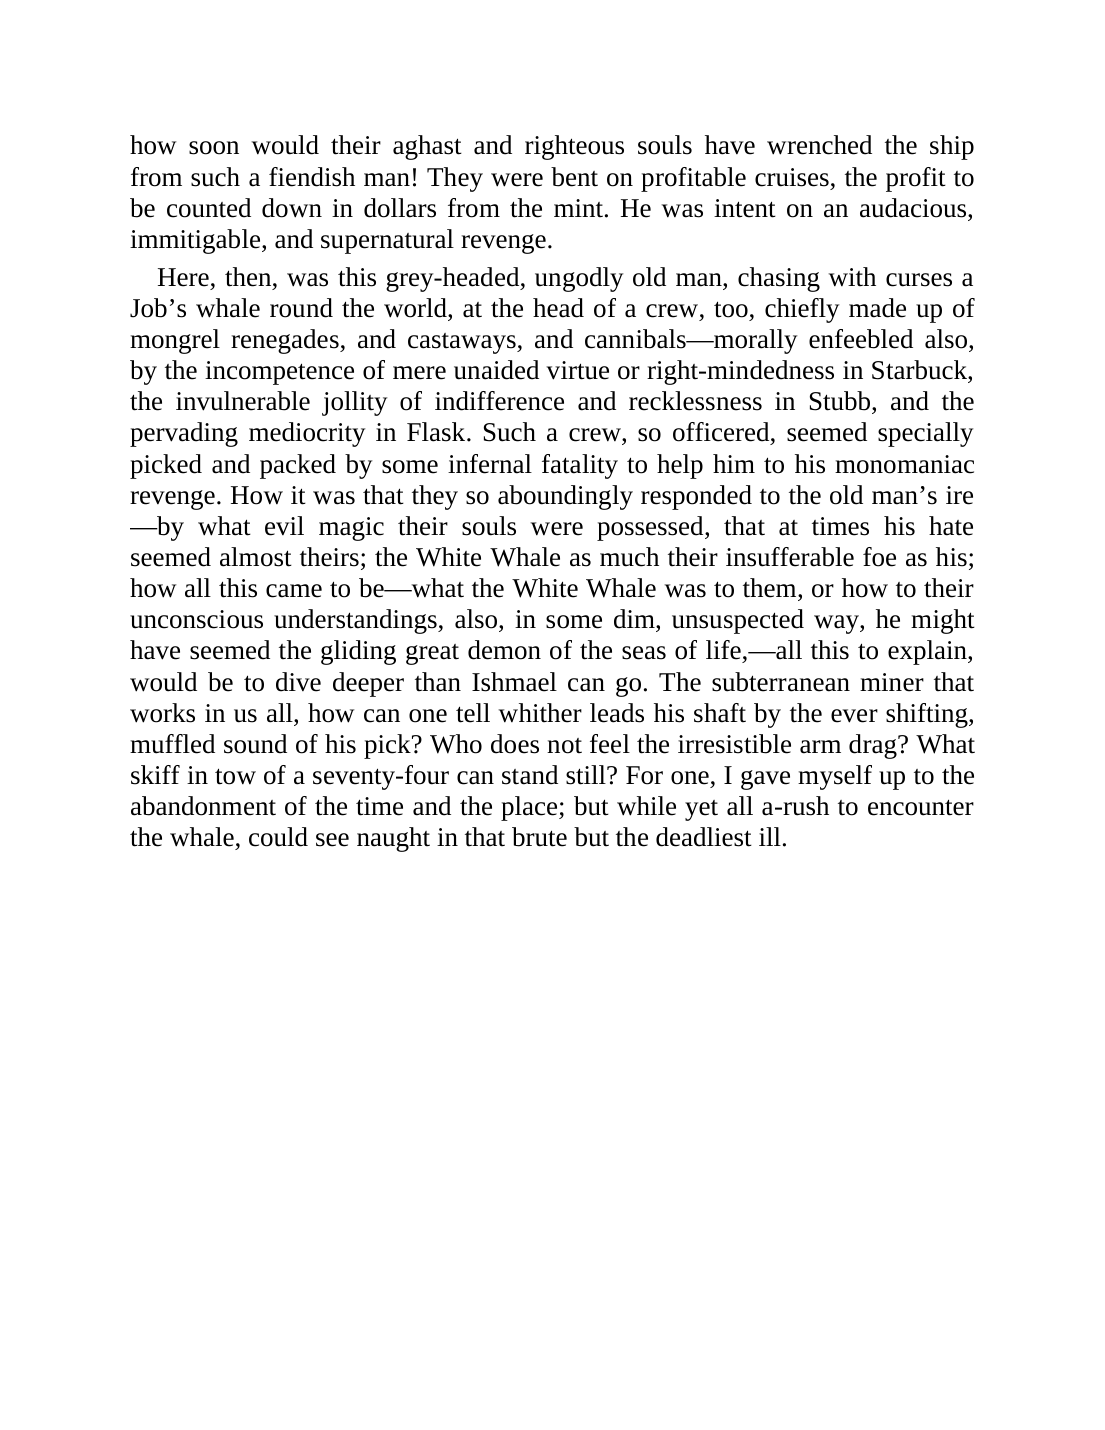 how soon would their aghast and righteous souls have wrenched the ship
from such a fiendish man! They were bent on profitable cruises, the profit to
be counted down in dollars from the mint. He was intent on an audacious,
immitigable, and supernatural revenge.
Here, then, was this grey-headed, ungodly old man, chasing with curses a
Job’s whale round the world, at the head of a crew, too, chiefly made up of
mongrel renegades, and castaways, and cannibals—morally enfeebled also,
by the incompetence of mere unaided virtue or right-mindedness in Starbuck,
the invulnerable jollity of indifference and recklessness in Stubb, and the
pervading mediocrity in Flask. Such a crew, so officered, seemed specially
picked and packed by some infernal fatality to help him to his monomaniac
revenge. How it was that they so aboundingly responded to the old man’s ire
—by what evil magic their souls were possessed, that at times his hate
seemed almost theirs; the White Whale as much their insufferable foe as his;
how all this came to be—what the White Whale was to them, or how to their
unconscious understandings, also, in some dim, unsuspected way, he might
have seemed the gliding great demon of the seas of life,—all this to explain,
would be to dive deeper than Ishmael can go. The subterranean miner that
works in us all, how can one tell whither leads his shaft by the ever shifting,
muffled sound of his pick? Who does not feel the irresistible arm drag? What
skiff in tow of a seventy-four can stand still? For one, I gave myself up to the
abandonment of the time and the place; but while yet all a-rush to encounter
the whale, could see naught in that brute but the deadliest ill.